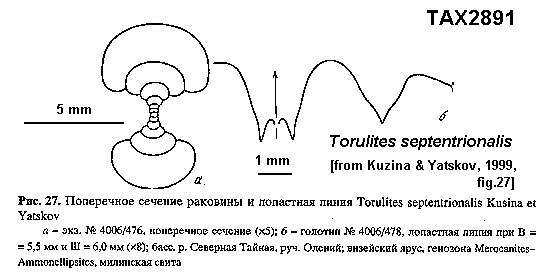 TAX2891
5 mm
а
б
1 mm
Torulites septentrionalis
[from Kuzina & Yatskov, 1999,
fig.27]
Рис. 27. Поперечное сечение раковины и лопастная линия Torulites septentrionalis Kusina et
Yatskov
а – экз. № 4006/476, поперечное сечение (×5); б – голотип № 4006/478, лопастная линия при В =
= 5,5 мм и Ш = 6,0 мм (×8); басс. р. Северная Тайная, руч. Олений; визейский ярус, генозона Merocanites-
Ammonellipsites, милинская свита